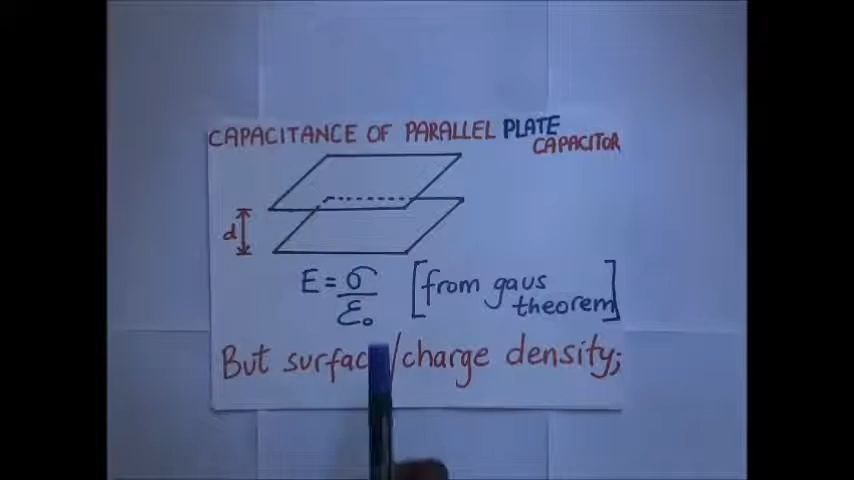 CAPACITANCE OF PARALLEL PLATE
CAPACITOR
d
E = σ/ε₀ [from gaus
theorem]
But surfac/charge density;